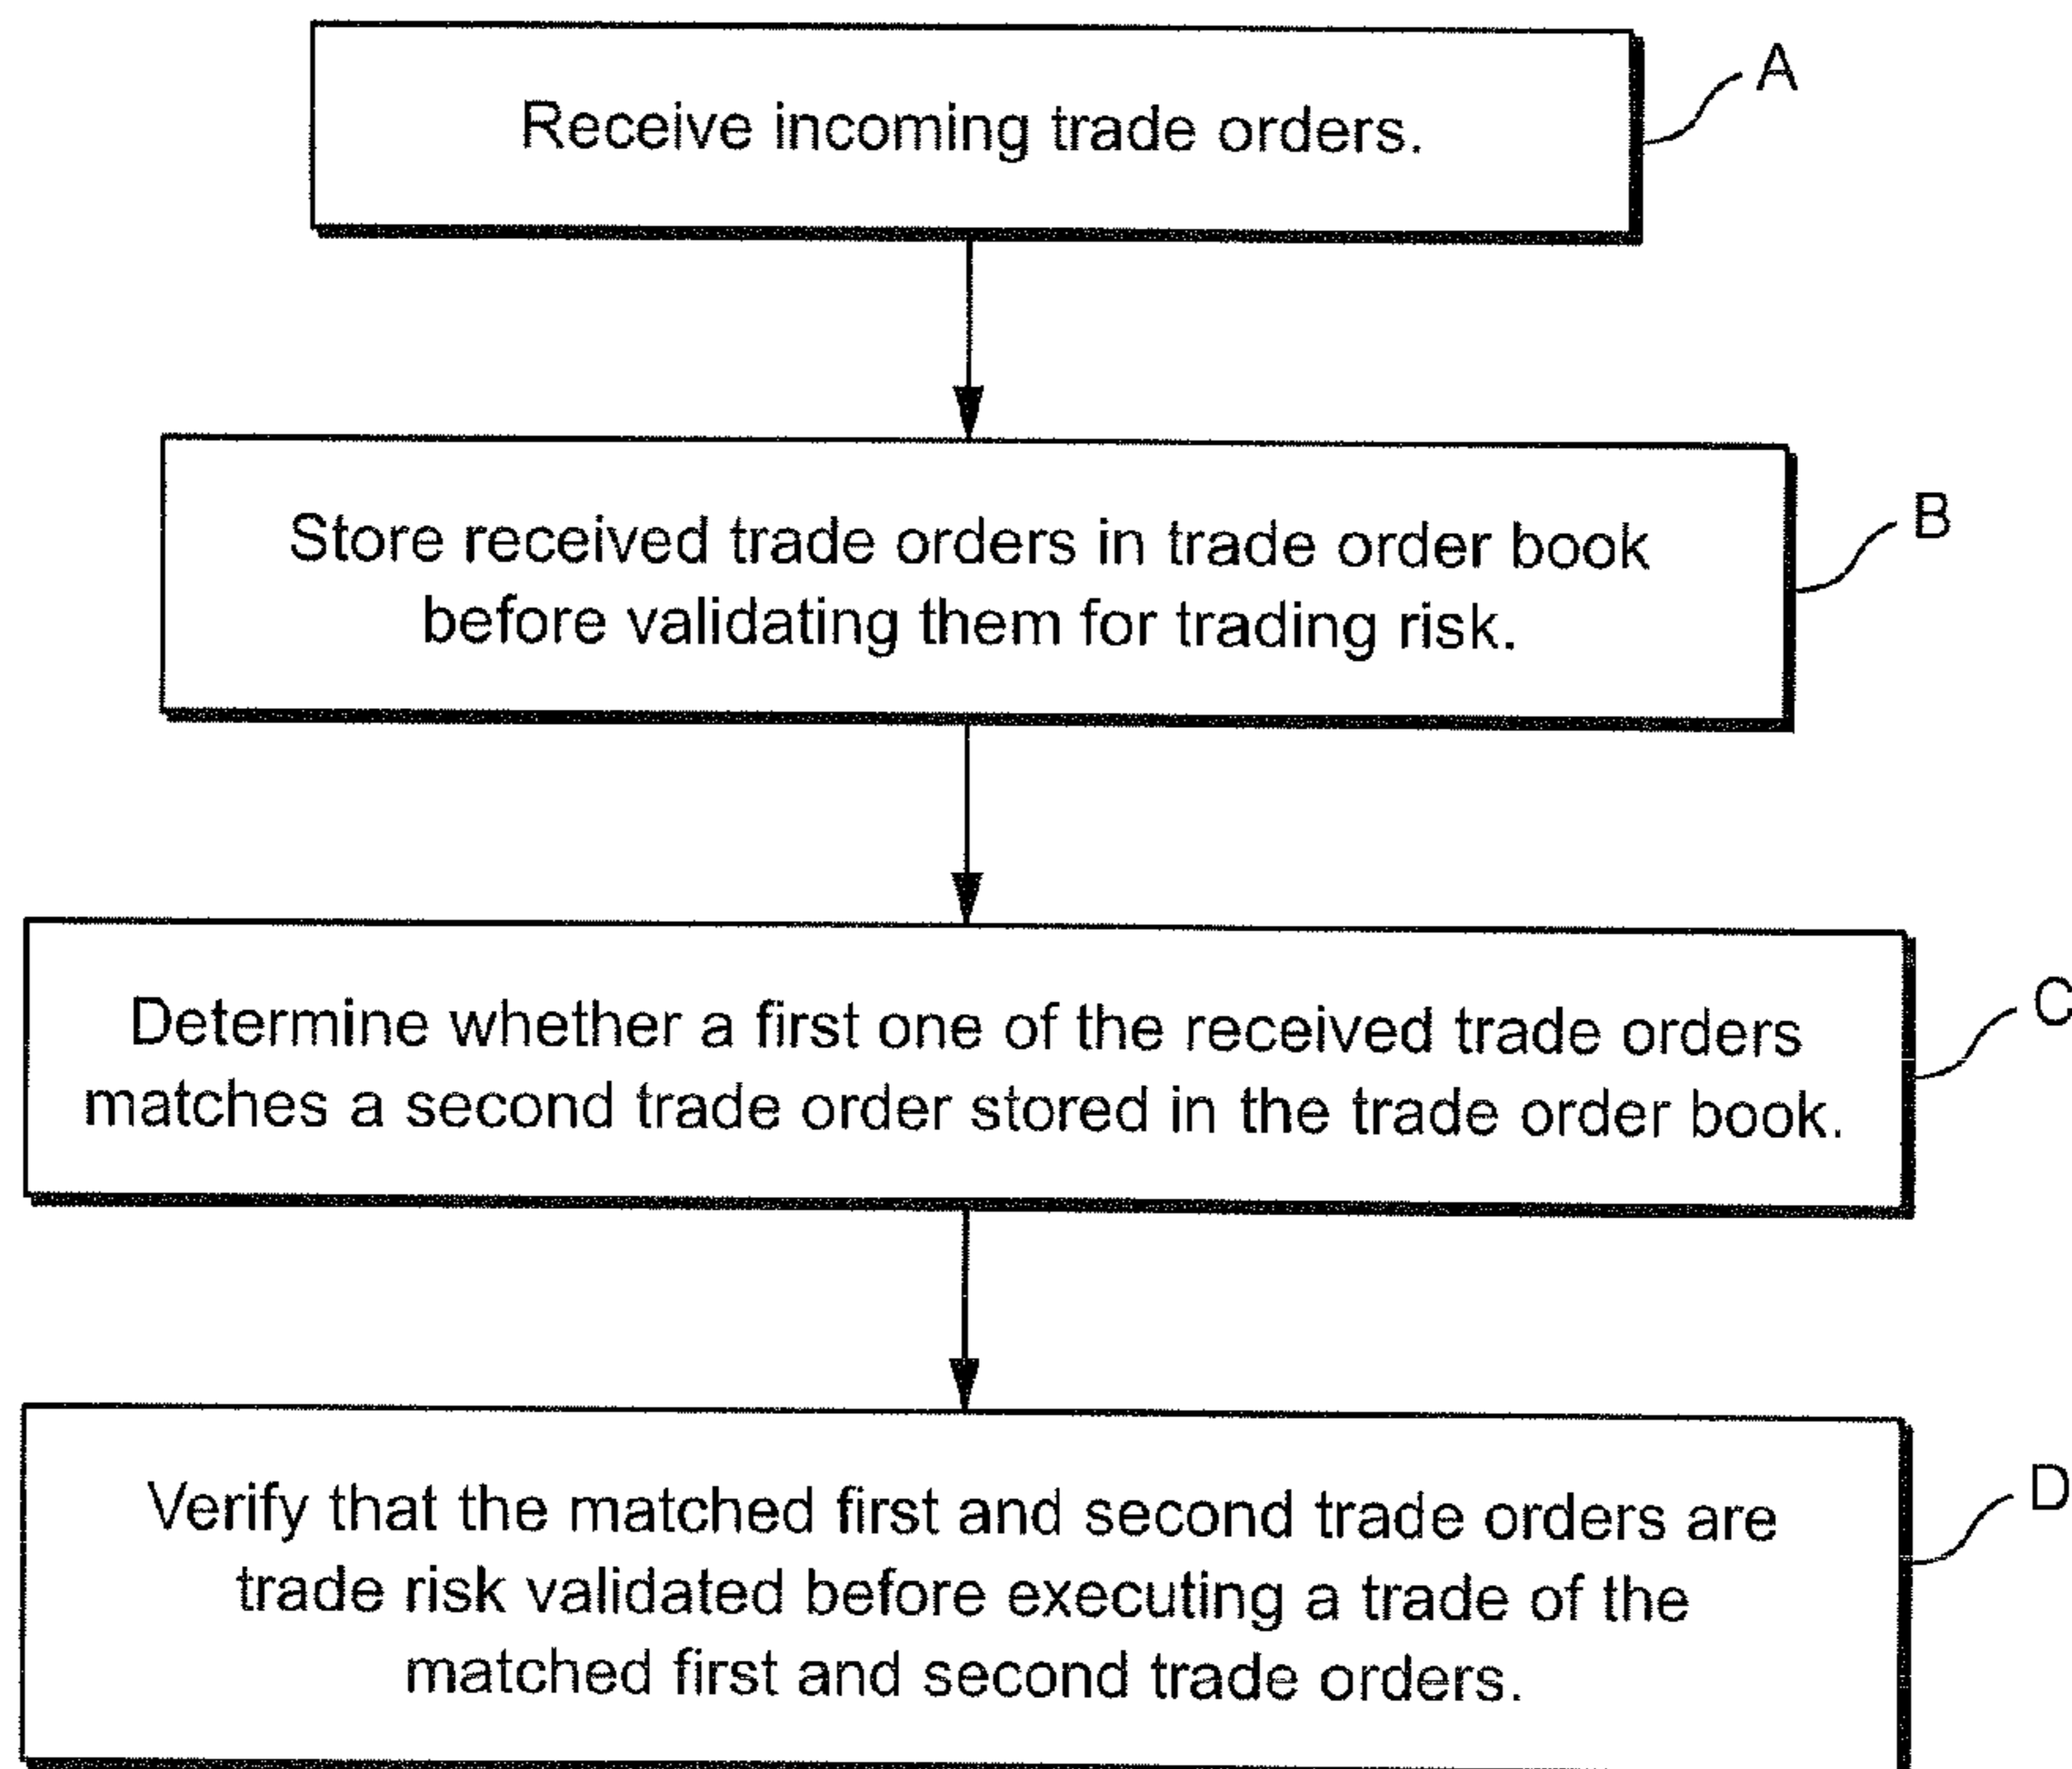 Receive incoming trade orders.
A
Store received trade orders in trade order book
before validating them for trading risk.
B
Determine whether a first one of the received trade orders
matches a second trade order stored in the trade order book.
C
Verify that the matched first and second trade orders are
trade risk validated before executing a trade of the
matched first and second trade orders.
D